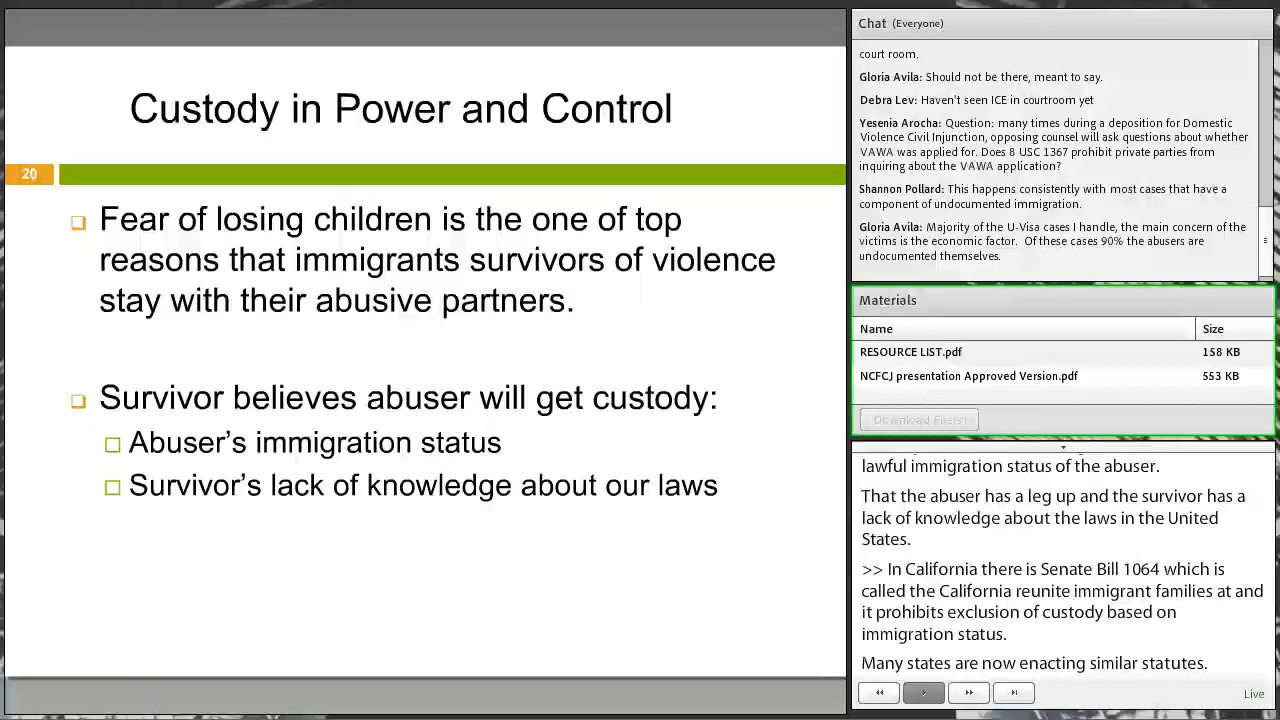 Custody in Power and Control
20
Fear of losing children is the one of top
reasons that immigrants survivors of violence
stay with their abusive partners.
Survivor believes abuser will get custody:
Abuser's immigration status
Survivor's lack of knowledge about our laws
Chat (Everyone)
court room.
Gloria Avila: Should not be there, meant to say.
Debra Lev: Haven't seen ICE in courtroom yet
Yesenia Arocha: Question: many times during a deposition for Domestic
Violence Civil Injunction, opposing counsel will ask questions about whether
VAWA was applied for. Does 8 USC 1367 prohibit private parties from
inquiring about the VAWA application?
Shannon Pollard: This happens consistently with most cases that have a
component of undocumented immigration.
Gloria Avila: Majority of the U-Visa cases I handle, the main concern of the
victims is the economic factor. Of these cases 90% the abusers are
undocumented themselves.
Materials
Name Size
RESOURCE LIST.pdf 158 KB
NCFCJ presentation Approved Version.pdf 553 KB
Download File(s)
lawful immigration status of the abuser.
That the abuser has a leg up and the survivor has a
lack of knowledge about the laws in the United
States.
>> In California there is Senate Bill 1064 which is
called the California reunite immigrant families at and
it prohibits exclusion of custody based on
immigration status.
Many states are now enacting similar statutes.
Live